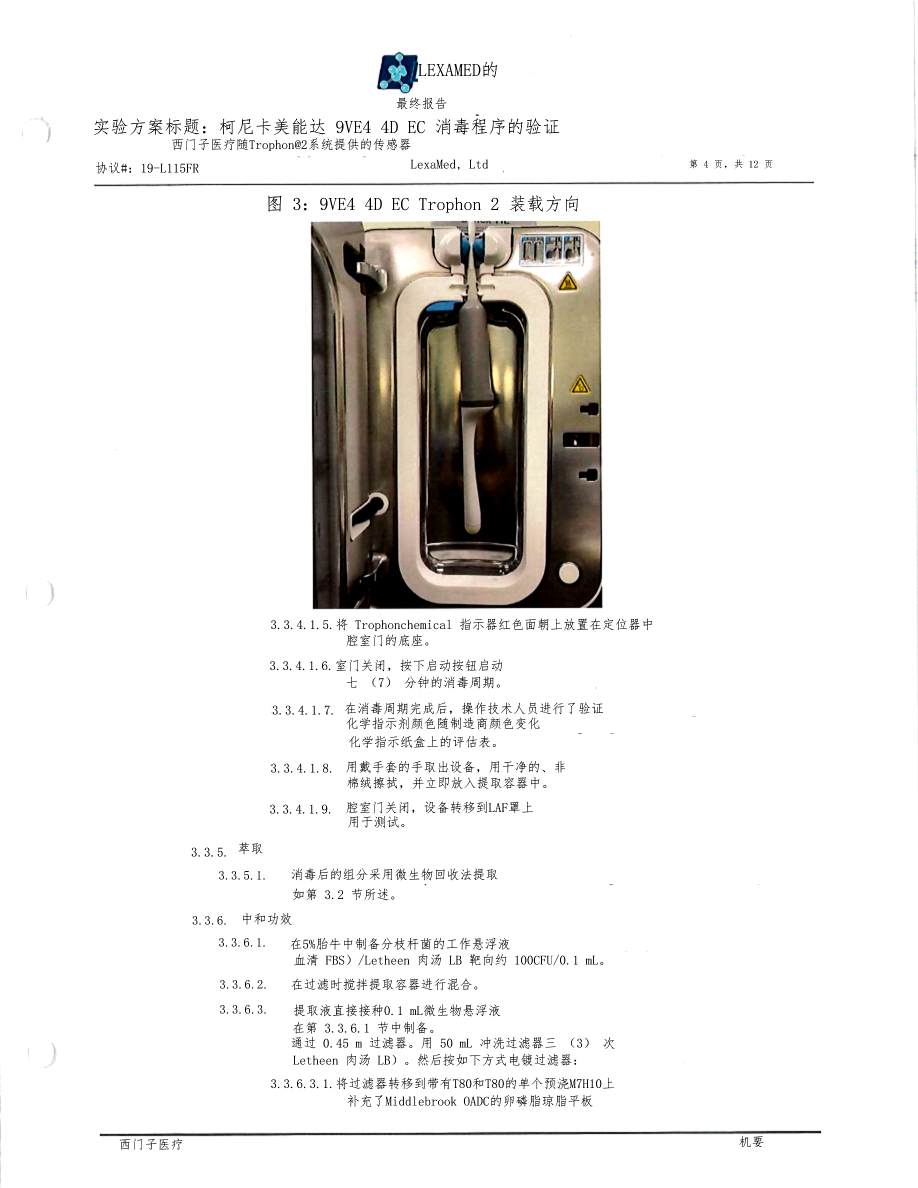 LEXAMED的
最终报告
实验方案标题：柯尼卡美能达 9VE4 4D EC 消毒程序的验证
西门子医疗随Trophon@2系统提供的传感器
协议#：19-L115FR
LexaMed, Ltd
第 4 页，共 12 页
图 3：9VE4 4D EC Trophon 2 装载方向
3.3.4.1.5.将 Trophonchemical 指示器红色面朝上放置在定位器中
腔室门的底座。
3.3.4.1.6.室门关闭，按下启动按钮启动
七 （7） 分钟的消毒周期。
3.3.4.1.7. 在消毒周期完成后，操作技术人员进行了验证
化学指示剂颜色随制造商颜色变化
化学指示纸盒上的评估表。
3.3.4.1.8. 用戴手套的手取出设备，用干净的、非
棉绒擦拭，并立即放入提取容器中。
3.3.4.1.9. 腔室门关闭，设备转移到LAF罩上
用于测试。
3.3.5. 萃取
3.3.5.1. 消毒后的组分采用微生物回收法提取
如第 3.2 节所述。
3.3.6. 中和功效
3.3.6.1. 在5%胎牛中制备分枝杆菌的工作悬浮液
血清 FBS）/Letheen 肉汤 LB 靶向约 100CFU/0.1 mL。
3.3.6.2. 在过滤时搅拌提取容器进行混合。
3.3.6.3. 提取液直接接种0.1 mL微生物悬浮液
在第 3.3.6.1 节中制备。
通过 0.45 m 过滤器。用 50 mL 冲洗过滤器三 （3） 次
Letheen 肉汤 LB）。然后按如下方式电镀过滤器：
3.3.6.3.1.将过滤器转移到带有T80和T80的单个预浇M7H10上
补充了Middlebrook OADC的卵磷脂琼脂平板
西门子医疗
机要